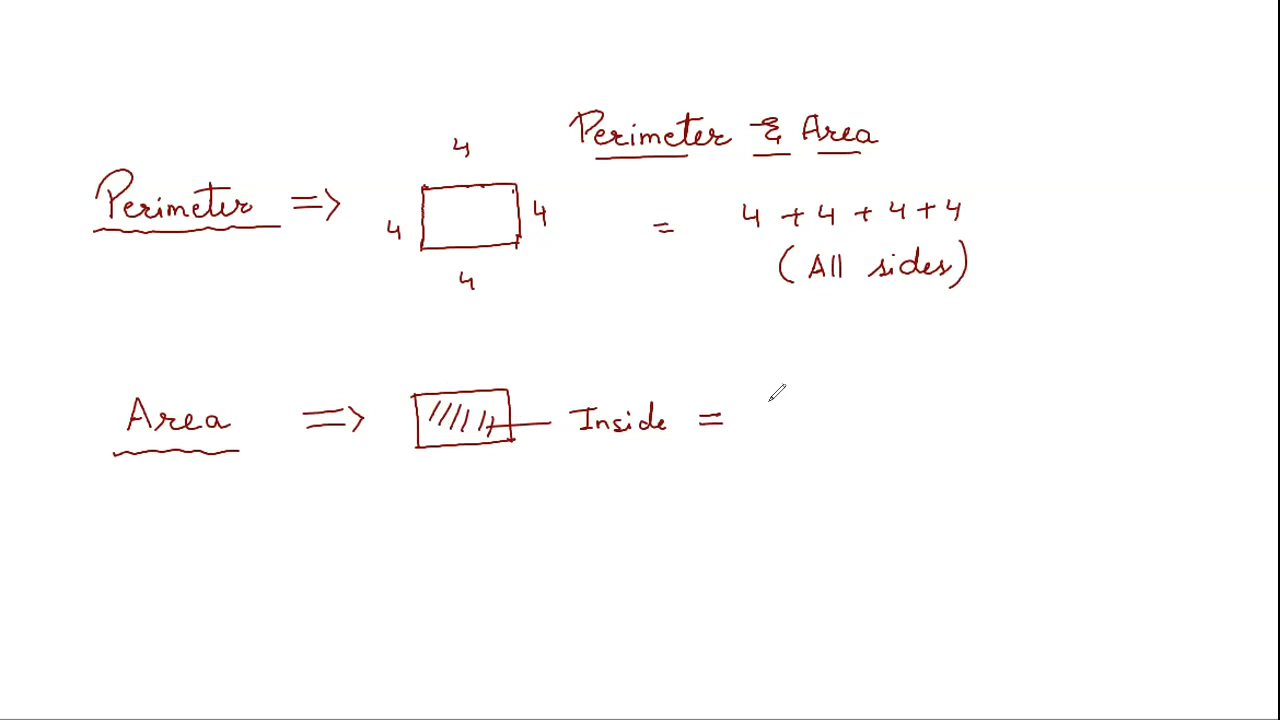 Perimeter & Area
Perimeter => 4 4 4 4 = 4 + 4 + 4 + 4
(All sides)
Area => Inside =